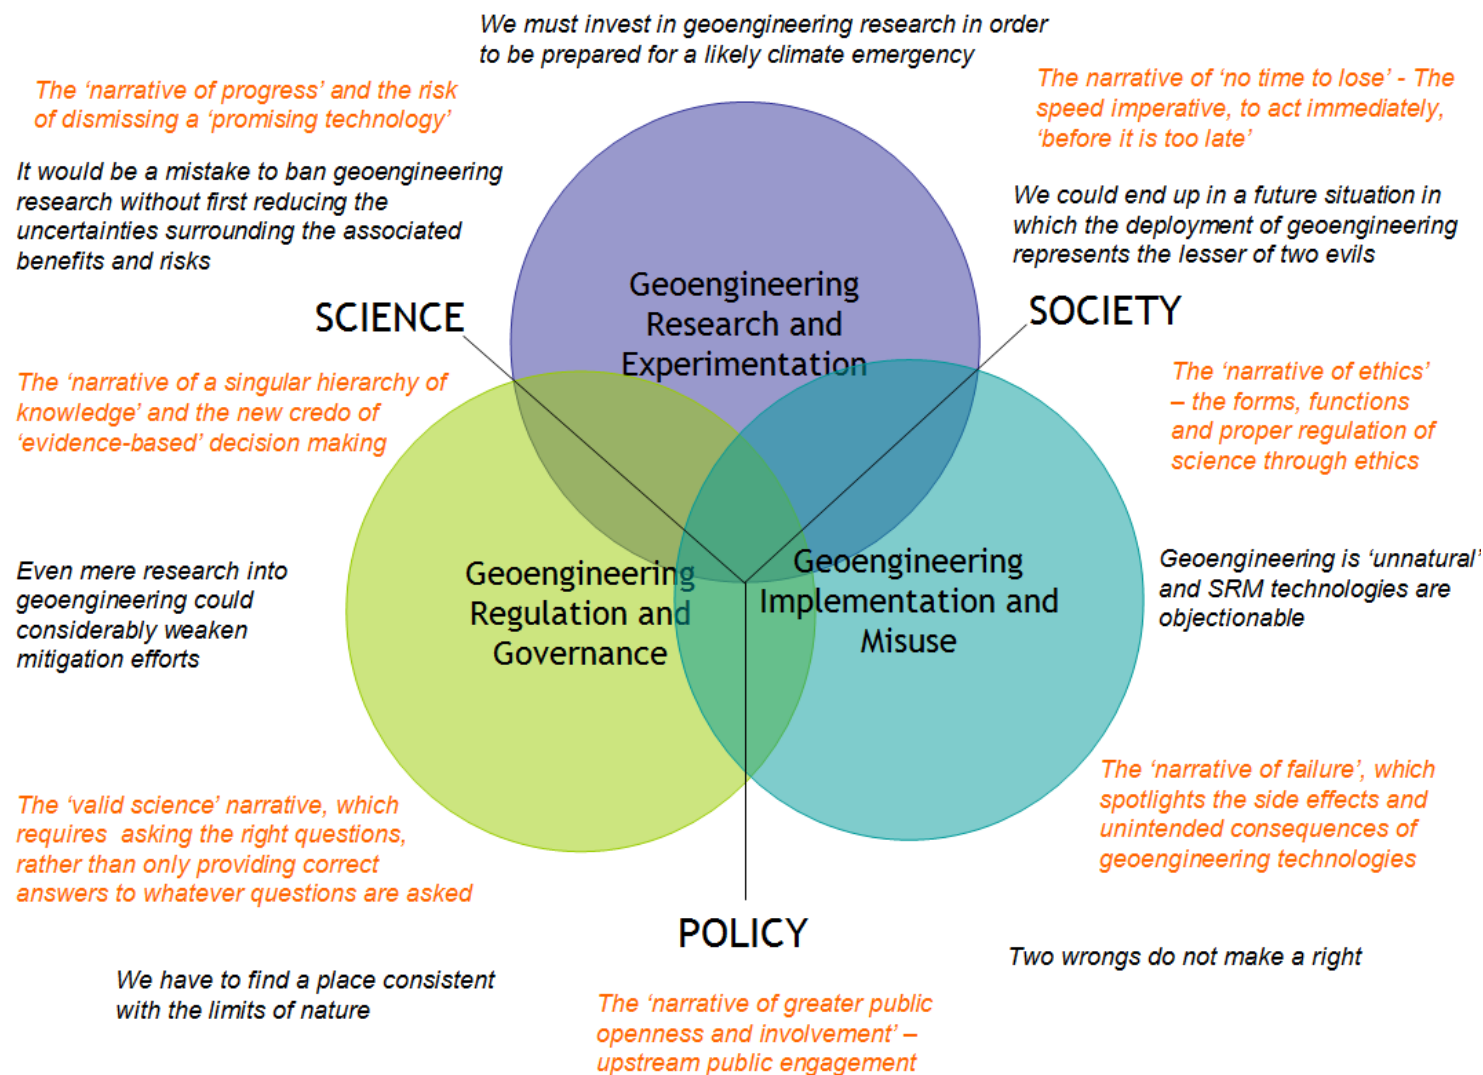 We must invest in geoengineering research in order
to be prepared for a likely climate emergency
The ‘narrative of progress’ and the risk
of dismissing a ‘promising technology’
The narrative of ‘no time to lose’ - The
speed imperative, to act immediately,
‘before it is too late’
It would be a mistake to ban geoengineering
research without first reducing the
uncertainties surrounding the associated
benefits and risks
We could end up in a future situation in
which the deployment of geoengineering
represents the lesser of two evils
Geoengineering
Research and
Experimentation
SCIENCE
SOCIETY
The ‘narrative of a singular hierarchy of
knowledge’ and the new credo of
‘evidence-based’ decision making
The ‘narrative of ethics’
– the forms, functions
and proper regulation of
science through ethics
Even mere research into
geoengineering could
considerably weaken
mitigation efforts
Geoengineering
Regulation and
Governance
Geoengineering
Implementation and
Misuse
Geoengineering is ‘unnatural’
and SRM technologies are
objectionable
The ‘valid science’ narrative, which
requires  asking the right questions,
rather than only providing correct
answers to whatever questions are asked
The ‘narrative of failure’, which
spotlights the side effects and
unintended consequences of
geoengineering technologies
POLICY
We have to find a place consistent
with the limits of nature
Two wrongs do not make a right
The ‘narrative of greater public
openness and involvement’ –
upstream public engagement